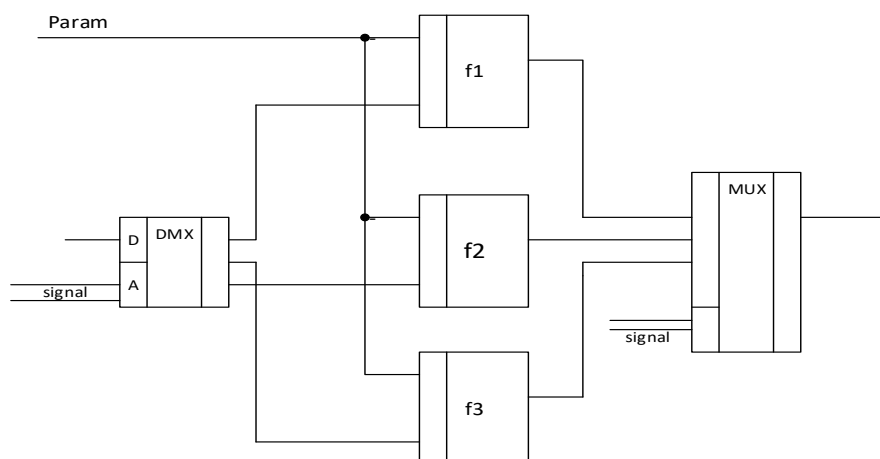 Param
f1
MUX
D DMX
f2
A
signal
signal
f3